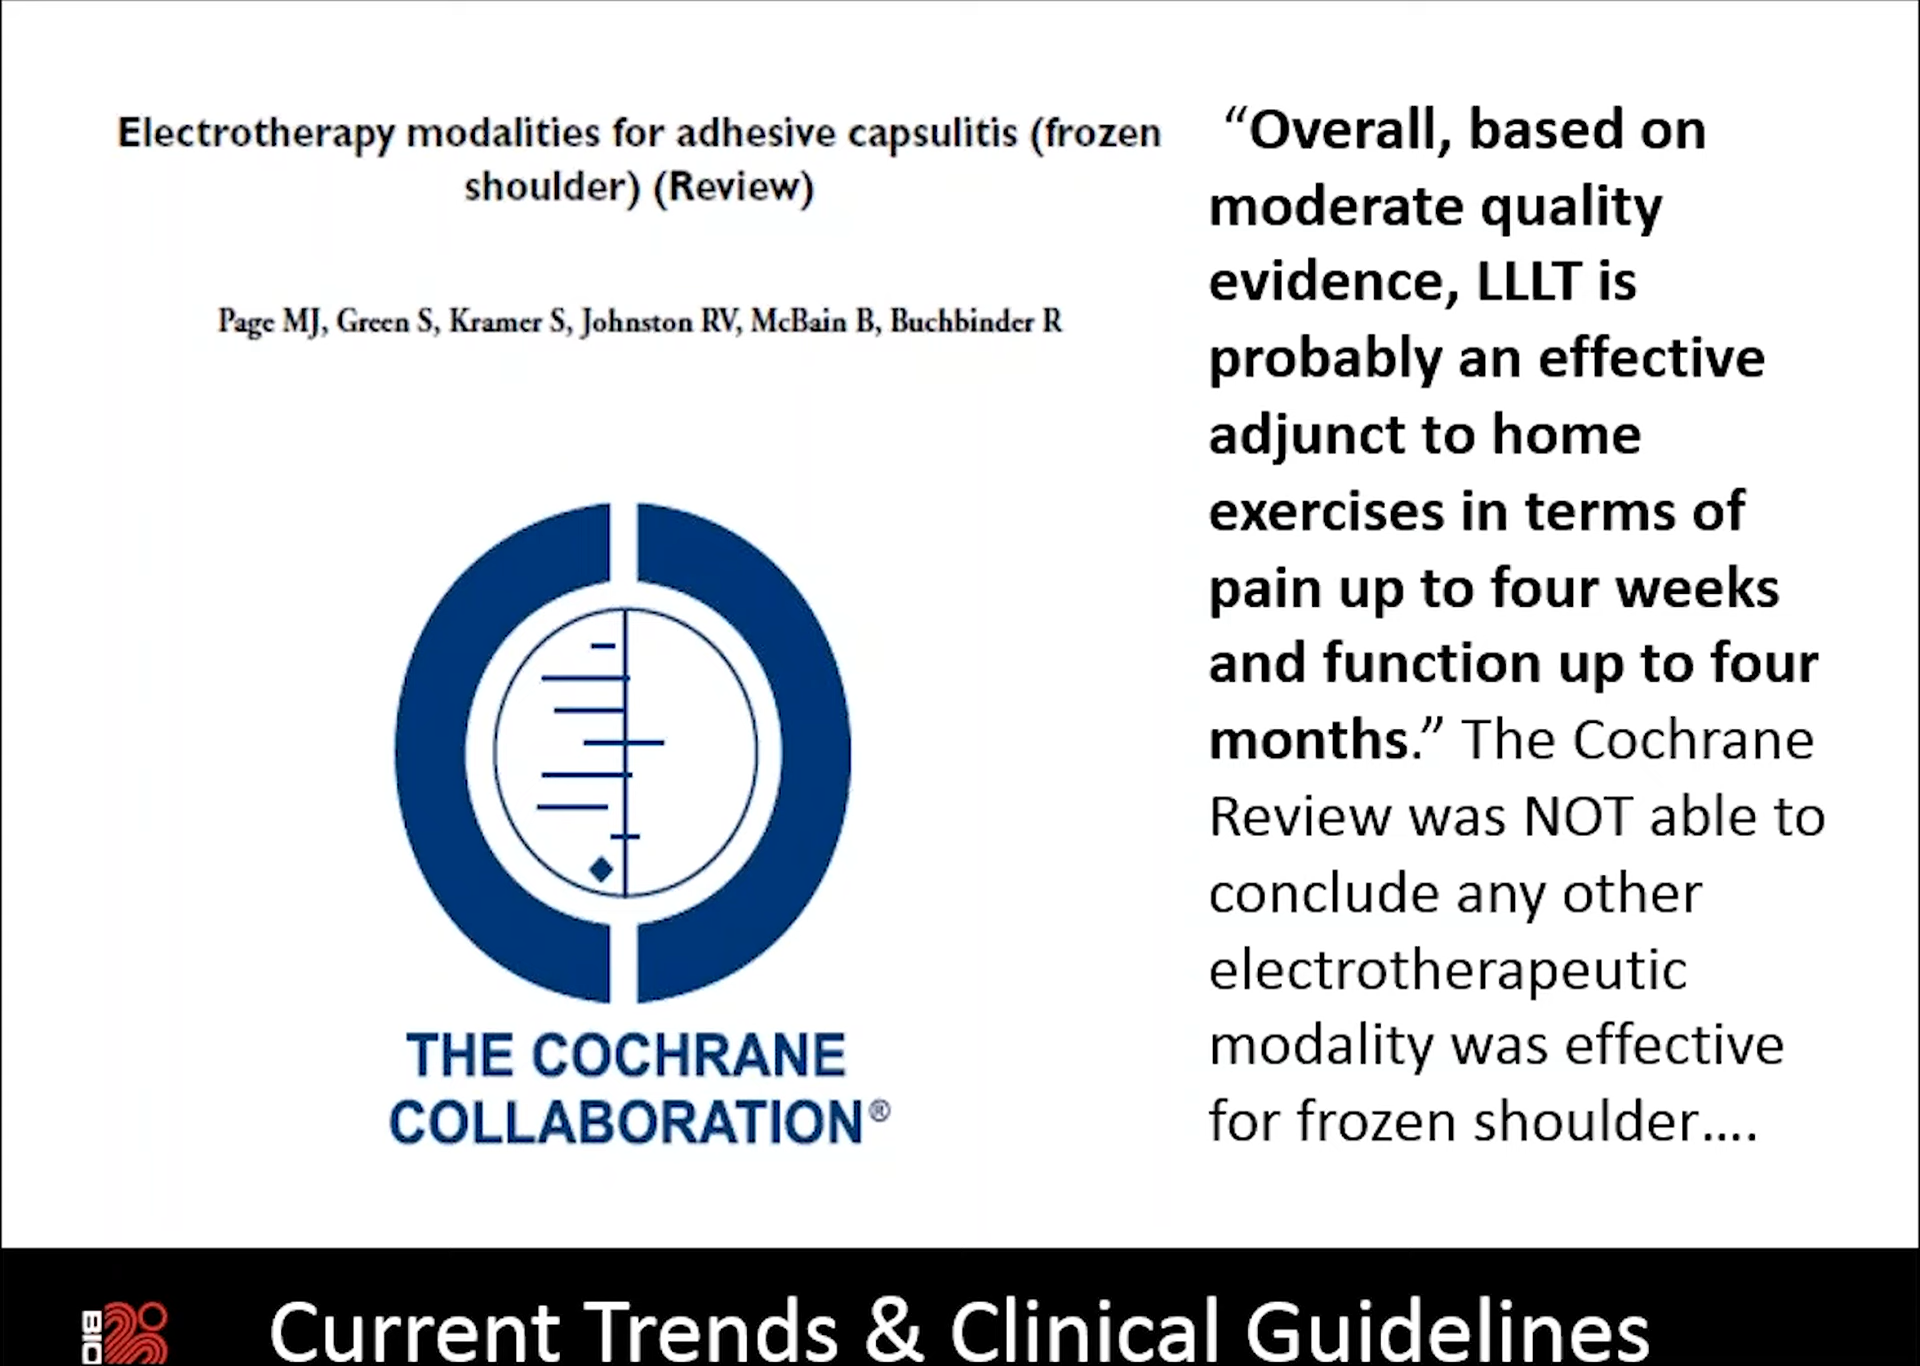 Electrotherapy modalities for adhesive capsulitis (frozen
shoulder) (Review)
Page MJ, Green S, Kramer S, Johnston RV, McBain B, Buchbinder R
THE COCHRANE
COLLABORATION®
“Overall, based on
moderate quality
evidence, LLLT is
probably an effective
adjunct to home
exercises in terms of
pain up to four weeks
and function up to four
months.” The Cochrane
Review was NOT able to
conclude any other
electrotherapeutic
modality was effective
for frozen shoulder....
Current Trends & Clinical Guidelines